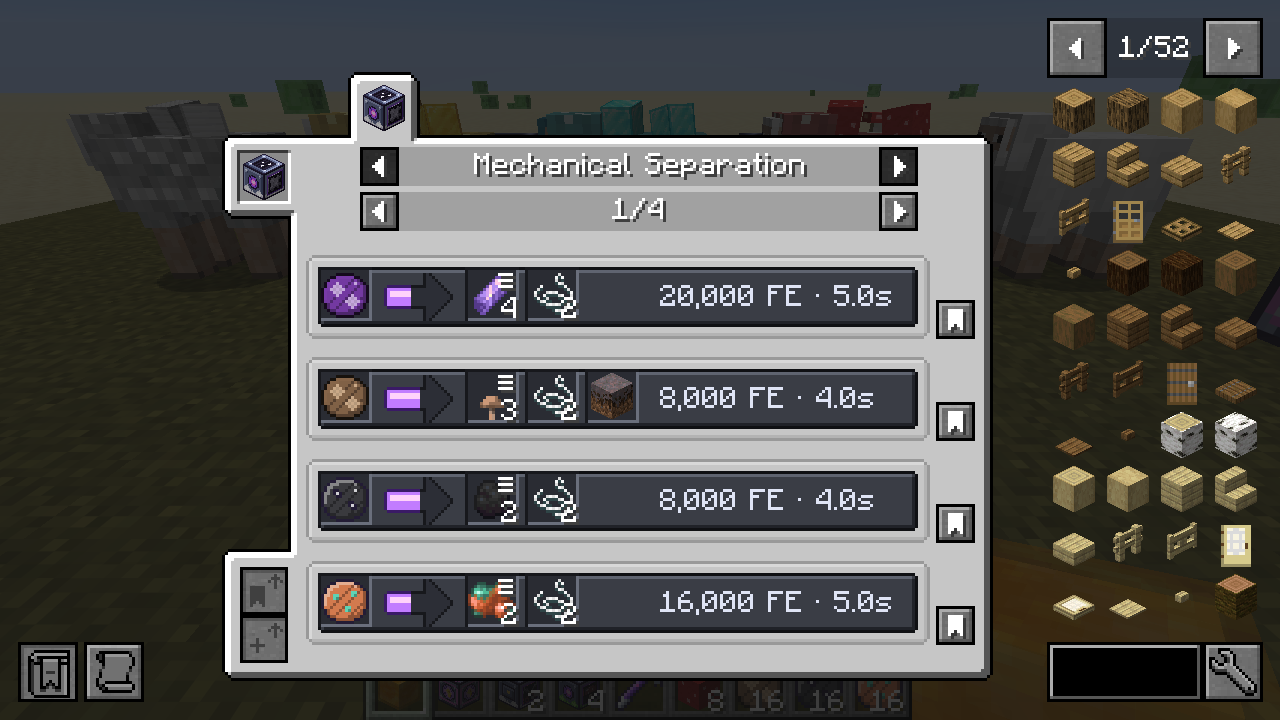 1/52
Mechanical Separation
1/4
4 2 20,000 FE · 5.0s
3 2 8,000 FE · 4.0s
2 2 8,000 FE · 4.0s
2 16,000 FE · 5.0s
2 4 8 16 16 16